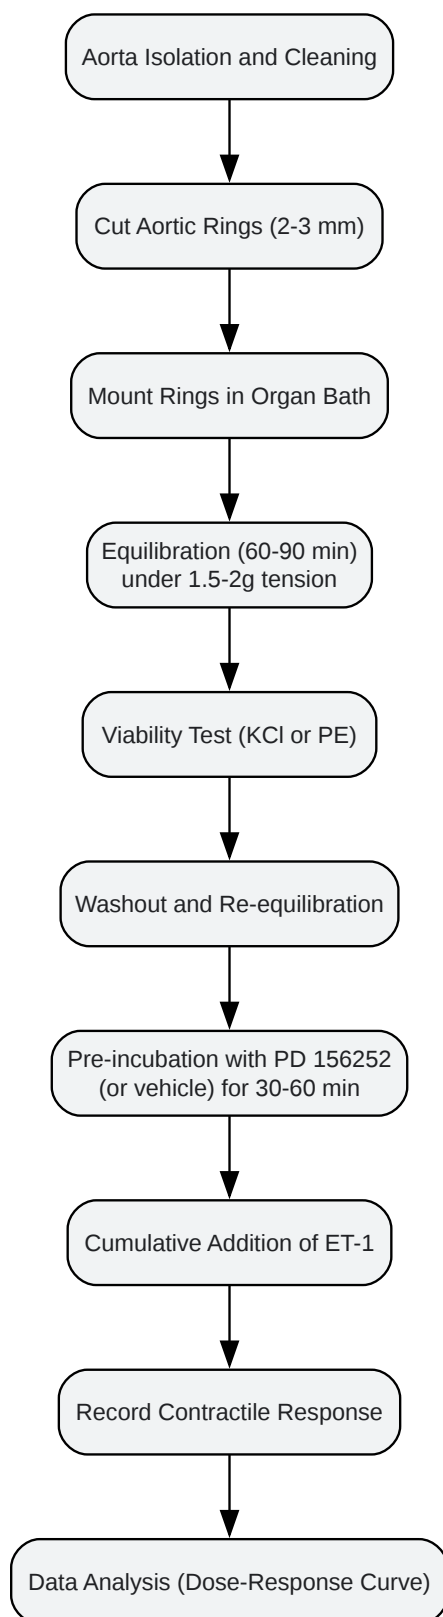 Aorta Isolation and Cleaning
Cut Aortic Rings (2-3 mm)
Mount Rings in Organ Bath
Equilibration (60-90 min)
under 1.5-2g tension
Viability Test (KCl or PE)
Washout and Re-equilibration
Pre-incubation with PD 156252
(or vehicle) for 30-60 min
Cumulative Addition of ET-1
Record Contractile Response
Data Analysis (Dose-Response Curve)